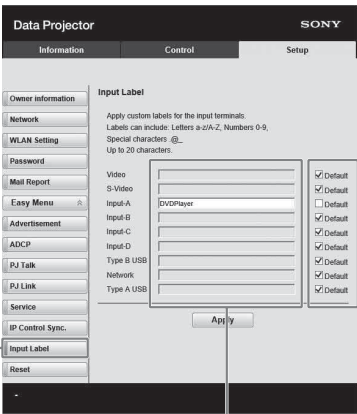 Data Projector
SONY
Information
Control
Setup
Owner information
Network
WLAN Setting
Password
Mail Report
Easy Menu
Advertisement
ADCP
PJ Talk
PJ Link
Service
IP Control Sync.
Input Label
Reset
Input Label
Apply custom labels for the input terminals.
Labels can include: Letters a-z/A-Z, Numbers 0-9,
Special characters .@_
Up to 20 characters.
Video Default
S-Video Default
Input-A DVDPlayer Default
Input-B Default
Input-C Default
Input-D Default
Type B USB Default
Network Default
Type A USB Default
Apply